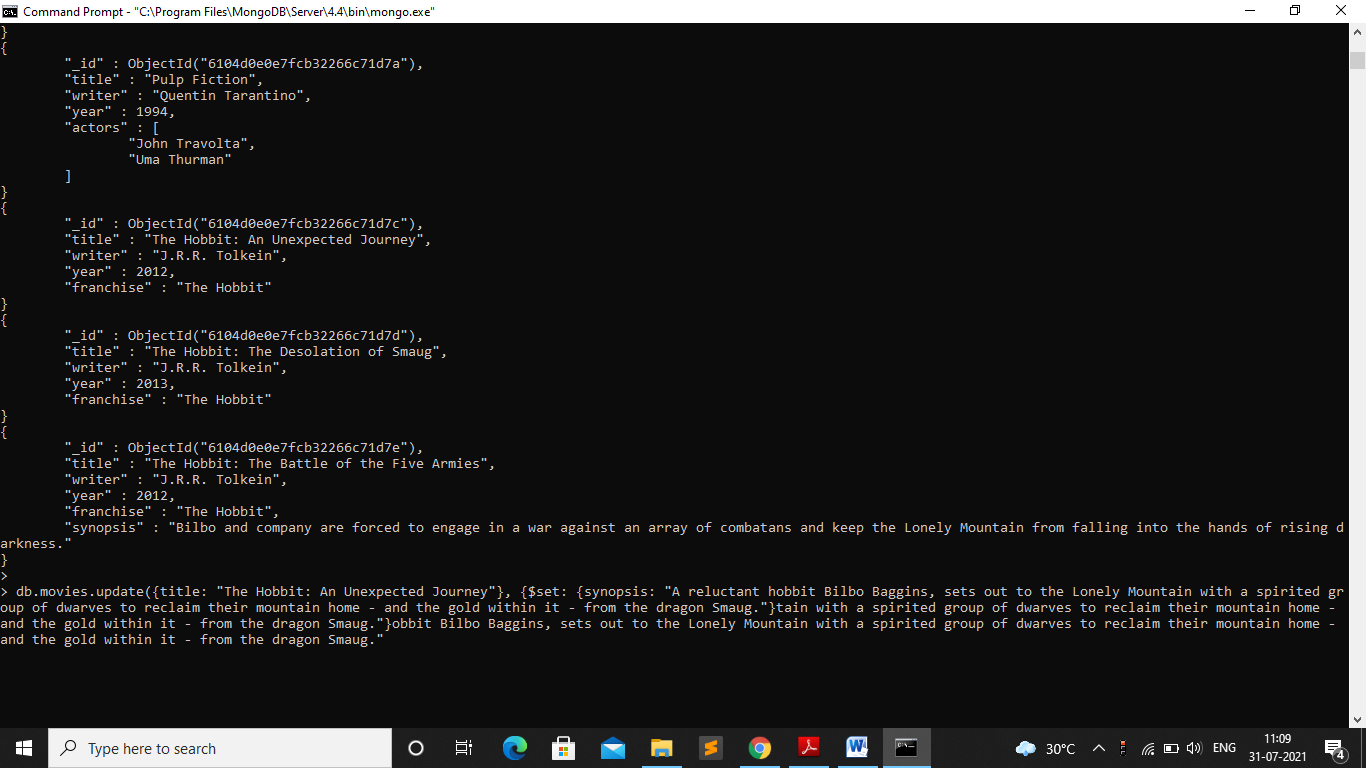 Command Prompt - "C:\Program Files\MongoDB\Server\4.4\bin\mongo.exe"
}
{
"_id" : ObjectId("6104d0e0e7fcb32266c71d7a"),
"title" : "Pulp Fiction",
"writer" : "Quentin Tarantino",
"year" : 1994,
"actors" : [
"John Travolta",
"Uma Thurman"
]
}
{
"_id" : ObjectId("6104d0e0e7fcb32266c71d7c"),
"title" : "The Hobbit: An Unexpected Journey",
"writer" : "J.R.R. Tolkein",
"year" : 2012,
"franchise" : "The Hobbit"
}
{
"_id" : ObjectId("6104d0e0e7fcb32266c71d7d"),
"title" : "The Hobbit: The Desolation of Smaug",
"writer" : "J.R.R. Tolkein",
"year" : 2013,
"franchise" : "The Hobbit"
}
{
"_id" : ObjectId("6104d0e0e7fcb32266c71d7e"),
"title" : "The Hobbit: The Battle of the Five Armies",
"writer" : "J.R.R. Tolkein",
"year" : 2012,
"franchise" : "The Hobbit",
"synopsis" : "Bilbo and company are forced to engage in a war against an array of combatans and keep the Lonely Mountain from falling into the hands of rising d
arkness."
}
>
> db.movies.update({title: "The Hobbit: An Unexpected Journey"}, {$set: {synopsis: "A reluctant hobbit Bilbo Baggins, sets out to the Lonely Mountain with a spirited gr
oup of dwarves to reclaim their mountain home - and the gold within it - from the dragon Smaug."}tain with a spirited group of dwarves to reclaim their mountain home -
and the gold within it - from the dragon Smaug."}obbit Bilbo Baggins, sets out to the Lonely Mountain with a spirited group of dwarves to reclaim their mountain home -
and the gold within it - from the dragon Smaug."
Type here to search
30°C
ENG
11:09
31-07-2021
4